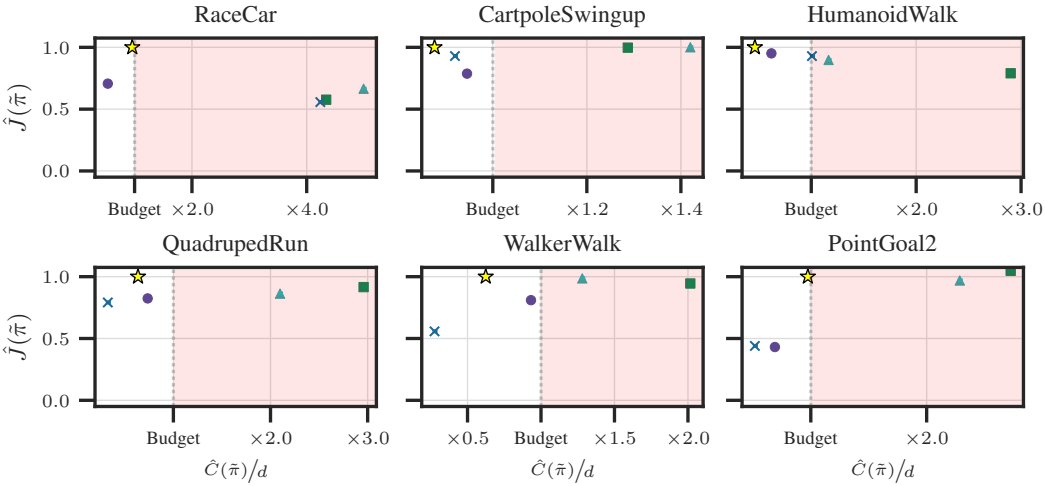 RaceCar
CartpoleSwingup
HumanoidWalk
Ĵ(π̃)
1.0
0.5
0.0
Budget ×2.0 ×4.0
Budget ×1.2 ×1.4
Budget ×2.0 ×3.0
QuadrupedRun
WalkerWalk
PointGoal2
Ĵ(π̃)
1.0
0.5
0.0
Budget ×2.0 ×3.0
×0.5 Budget ×1.5 ×2.0
Budget ×2.0
Ĉ(π̃)/d
Ĉ(π̃)/d
Ĉ(π̃)/d